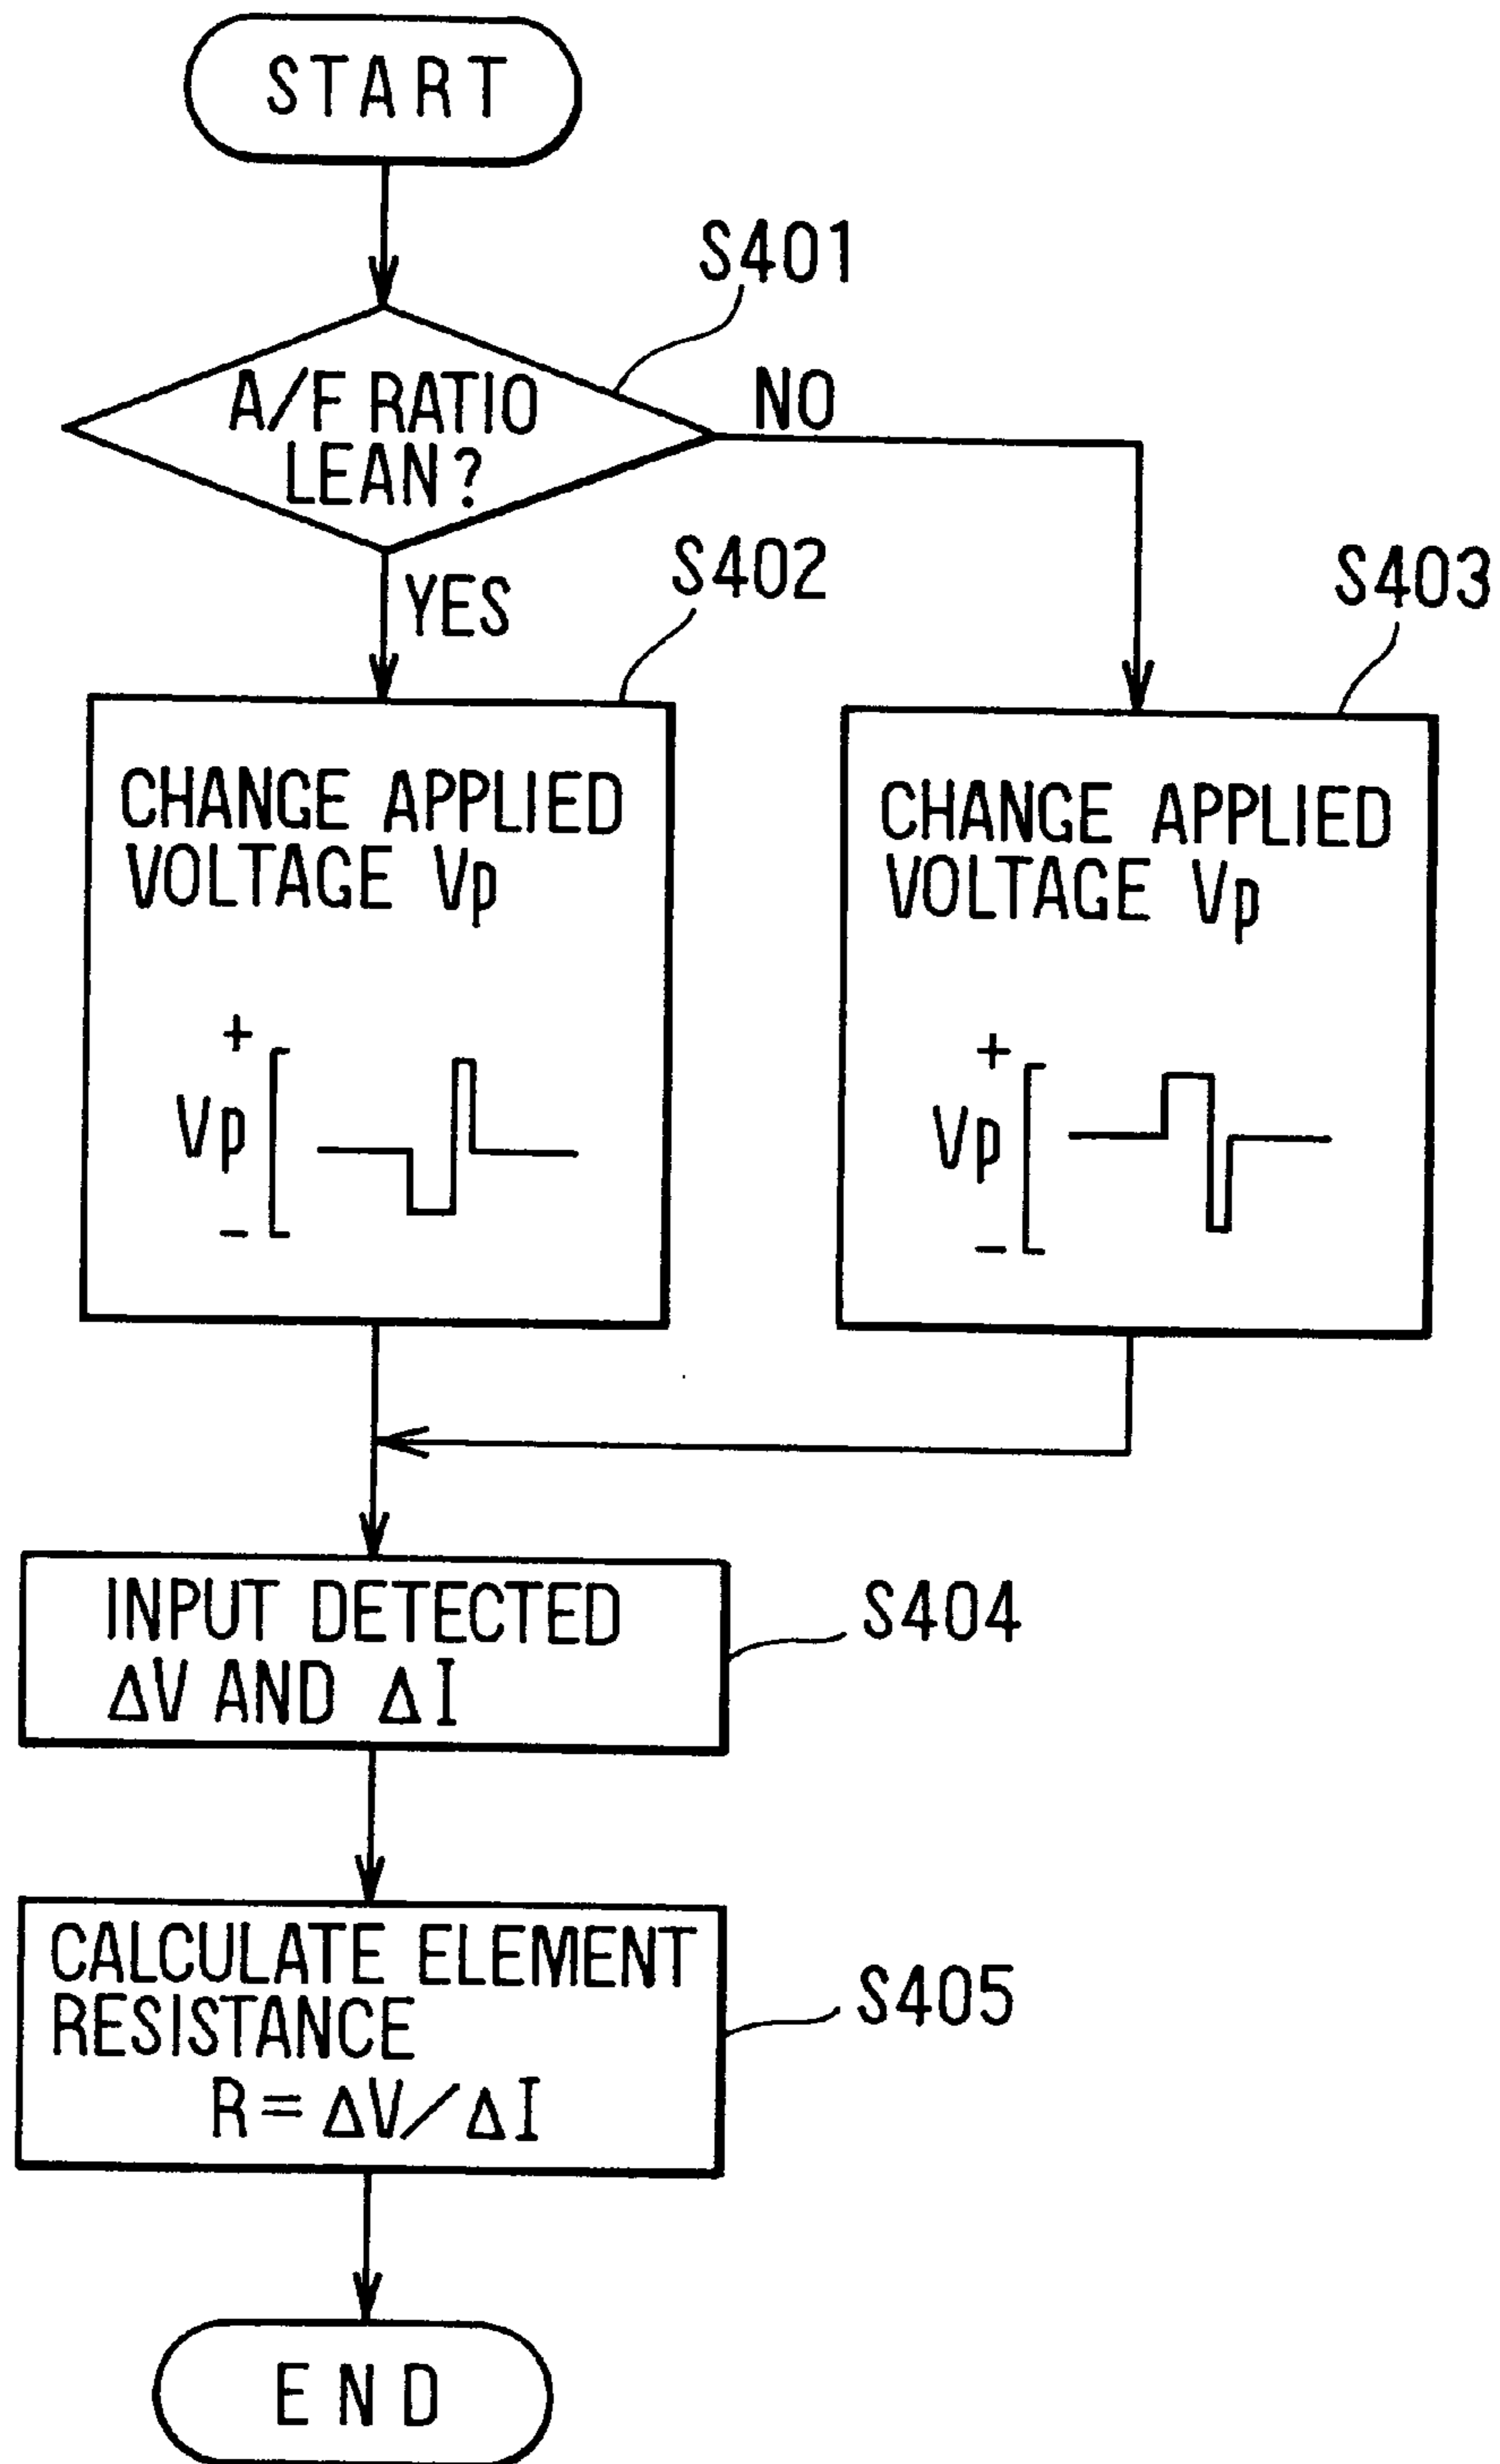 START
S401
A/F RATIO
LEAN?
NO
YES
S402
S403
CHANGE APPLIED
VOLTAGE Vp
+
Vp
−
CHANGE APPLIED
VOLTAGE Vp
+
Vp
−
INPUT DETECTED
ΔV AND ΔI
S404
CALCULATE ELEMENT
RESISTANCE
R=ΔV/ΔI
S405
END